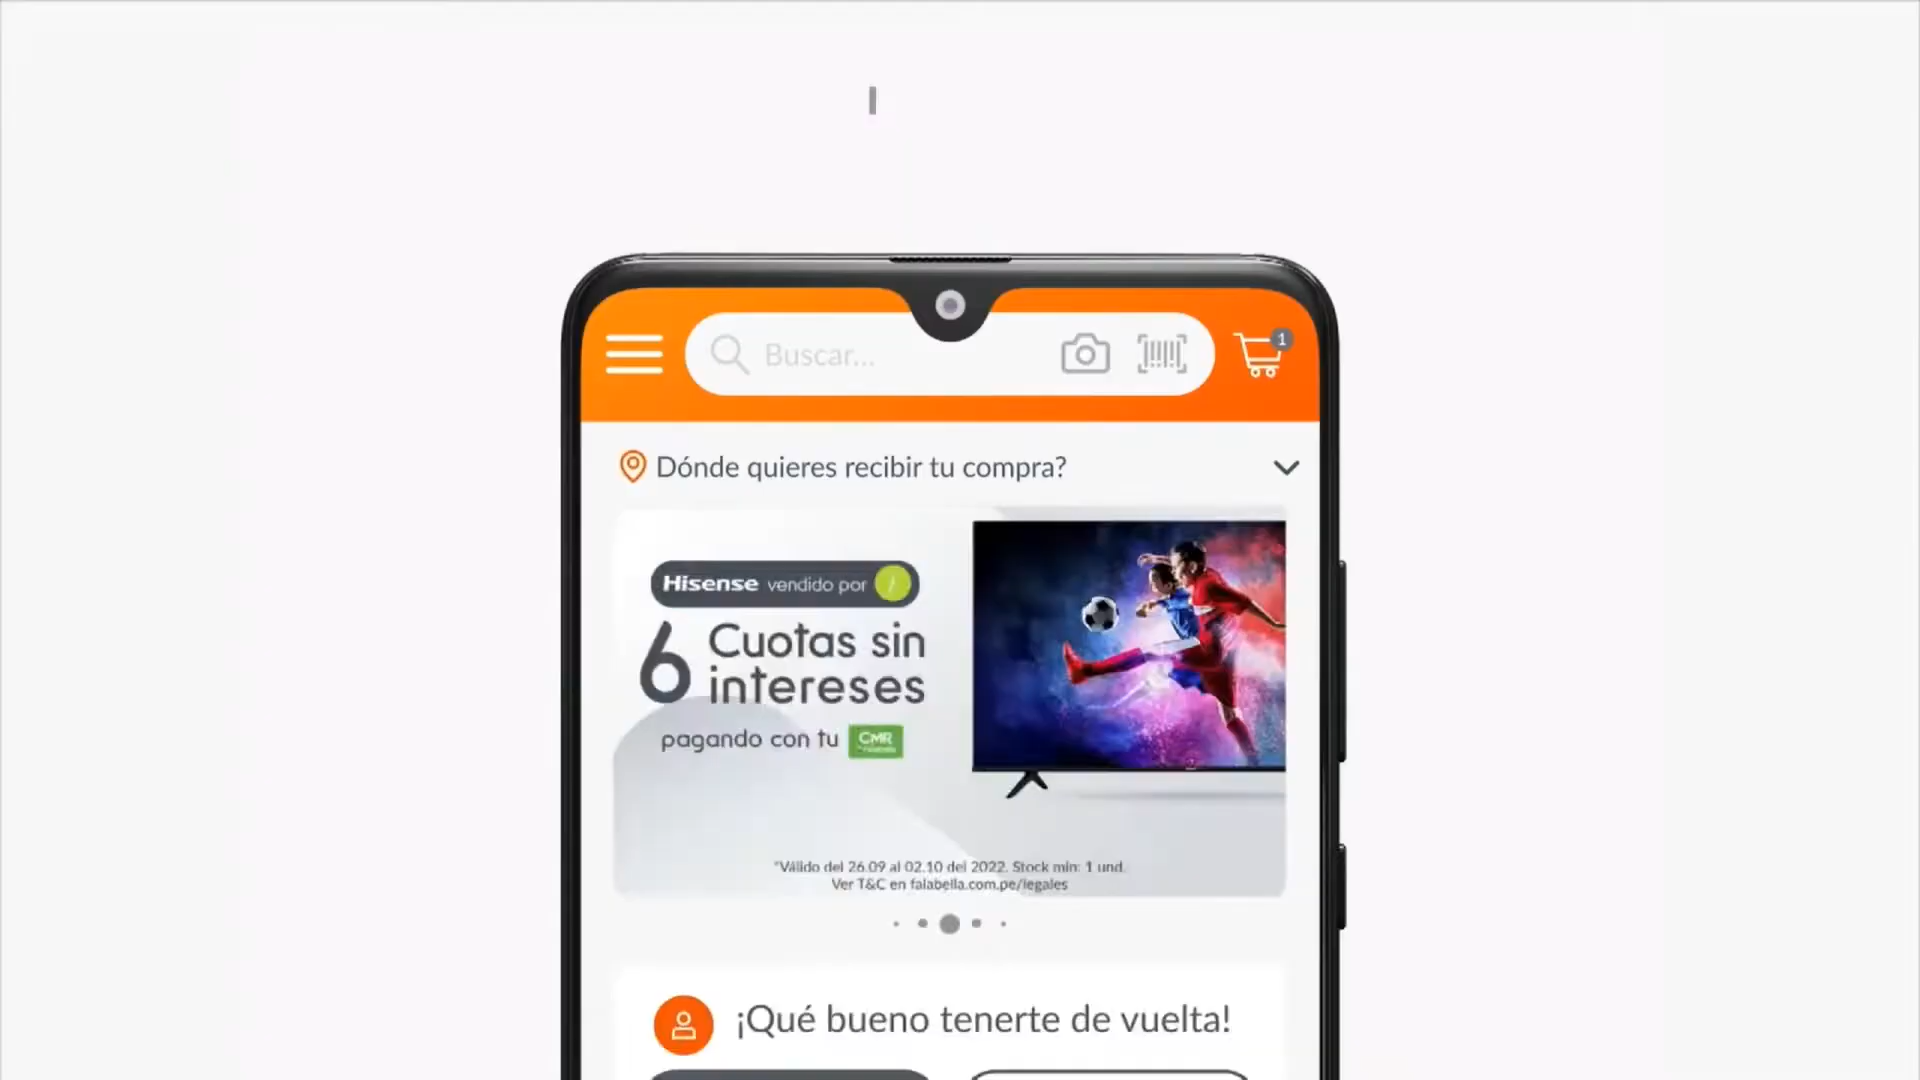 1
Buscar...
Dónde quieres recibir tu compra?
Hisense vendido por f
6 Cuotas sin
intereses
pagando con tu CMR
*Válido del 26.09 al 02.10 del 2022. Stock min: 1 und.
Ver T&C en falabella.com.pe/legales
¡Qué bueno tenerte de vuelta!